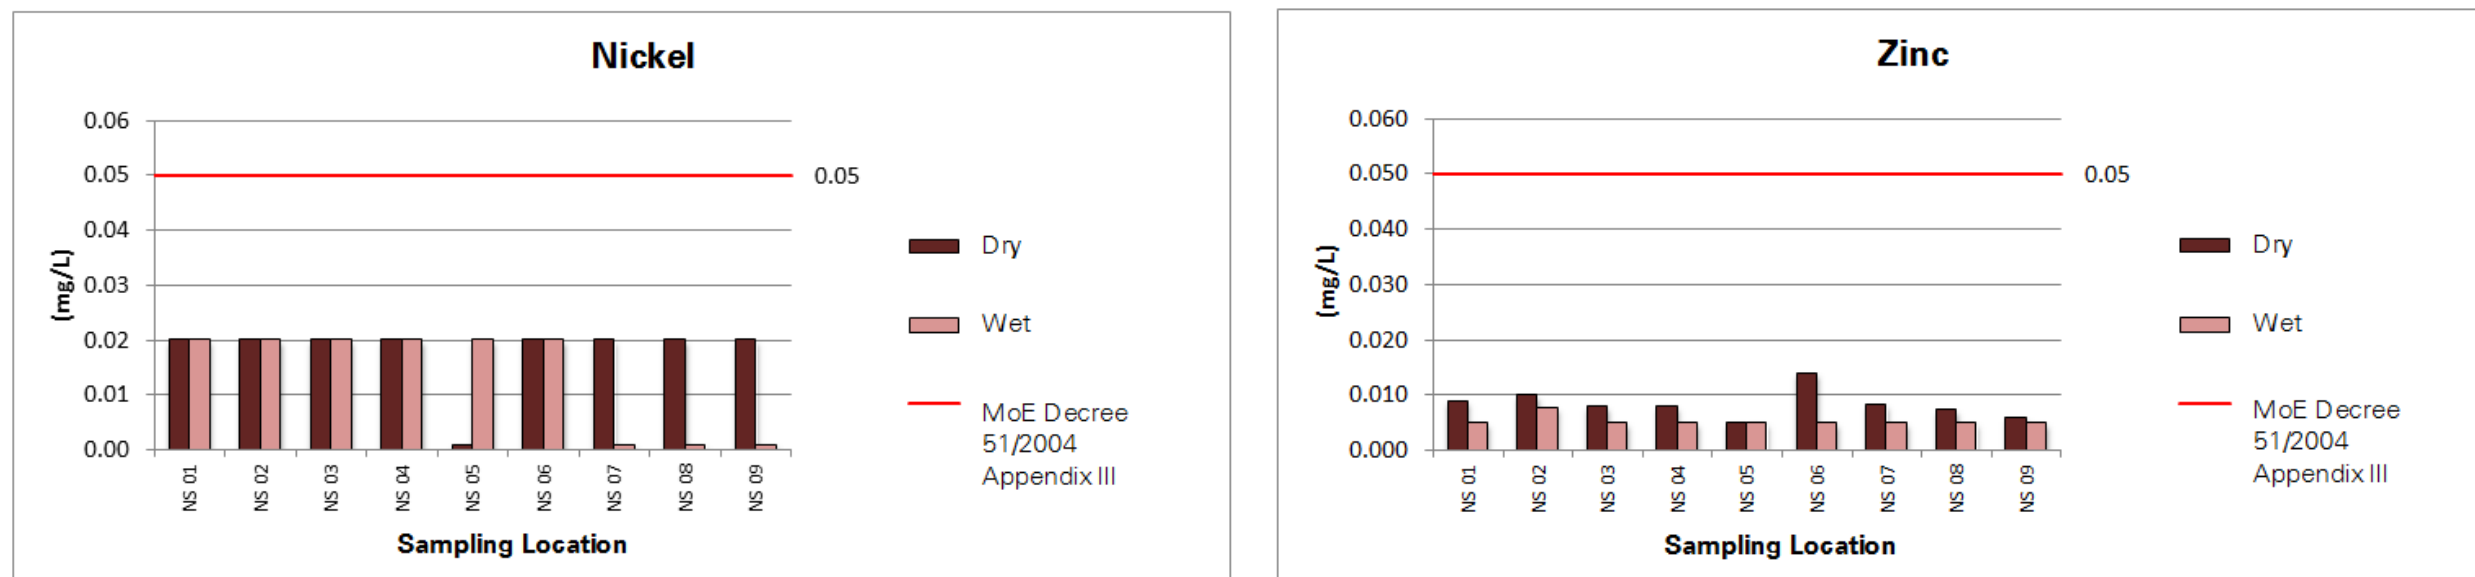 Nickel
0.06
0.05
0.04
0.03
0.02
0.01
0.00
(mg/L)
0.05
NS 01
NS 02
NS 03
NS 04
NS 05
NS 06
NS 07
NS 08
NS 09
Sampling Location
Dry
Wet
MoE Decree
51/2004
Appendix III
Zinc
0.060
0.050
0.040
0.030
0.020
0.010
0.000
(mg/L)
0.05
NS 01
NS 02
NS 03
NS 04
NS 05
NS 06
NS 07
NS 08
NS 09
Sampling Location
Dry
Wet
MoE Decree
51/2004
Appendix III